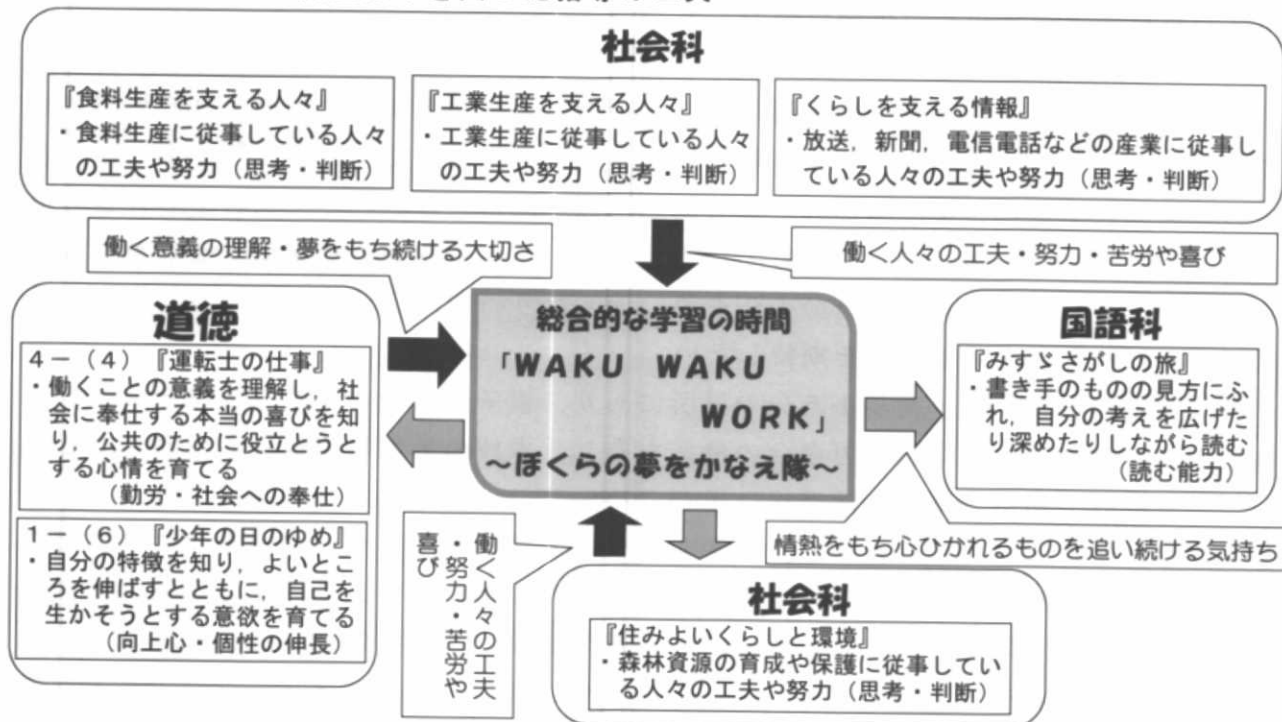 社会科
『食料生産を支える人々』
・食料生産に従事している人々
の工夫や努力（思考・判断）
『工業生産を支える人々』
・工業生産に従事している人々
の工夫や努力（思考・判断）
『くらしを支える情報』
・放送，新聞，電信電話などの産業に従事し
ている人々の工夫や努力（思考・判断）
働く意義の理解・夢をもち続ける大切さ
働く人々の工夫・努力・苦労や喜び
道徳
4－（4）『運転士の仕事』
・働くことの意義を理解し，社
会に奉仕する本当の喜びを知
り，公共のために役立とうと
する心情を育てる
（勤労・社会への奉仕）
1－（6）『少年の日のゆめ』
・自分の特徴を知り，よいとこ
ろを伸ばすとともに，自己を
生かそうとする意欲を育てる
（向上心・個性の伸長）
総合的な学習の時間
「WAKU WAKU
WORK」
～ぼくらの夢をかなえ隊～
国語科
『みすゞさがしの旅』
・書き手のものの見方にふ
れ，自分の考えを広げた
り深めたりしながら読む
（読む能力）
働く人々の工夫
・努力・苦労や
喜び
情熱をもち心ひかれるものを追い続ける気持ち
社会科
『住みよいくらしと環境』
・森林資源の育成や保護に従事してい
る人々の工夫や努力（思考・判断）